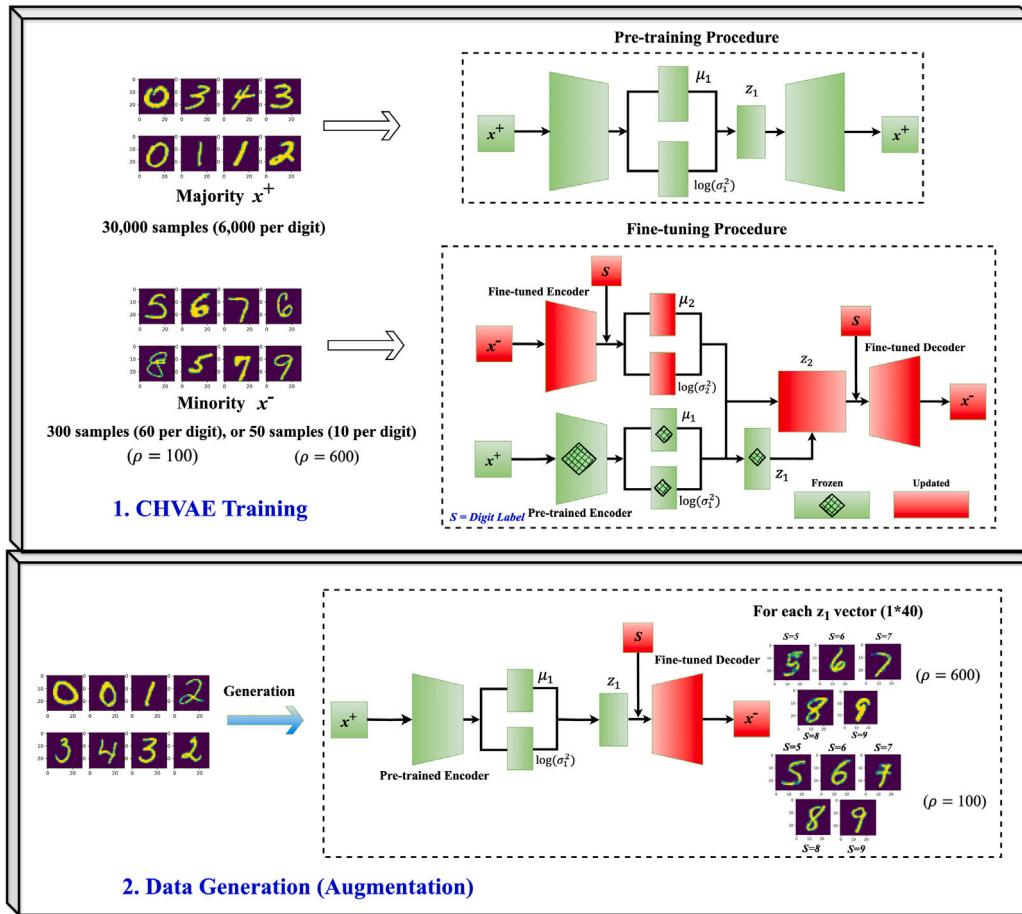 Pre-training Procedure
μ₁
z₁
x⁺
x⁺
log(σ₁²)
Majority x⁺
30,000 samples (6,000 per digit)
Fine-tuning Procedure
S
Fine-tuned Encoder
μ₂
S
Fine-tuned Decoder
x⁻
z₂
x⁻
log(σ₂²)
Minority x⁻
300 samples (60 per digit), or 50 samples (10 per digit)
(ρ = 100) (ρ = 600)
μ₁
x⁺
z₁
log(σ₁²)
Frozen
Updated
1. CHVAE Training
S = Digit Label
Pre-trained Encoder
For each z₁ vector (1*40)
S=5 S=6 S=7
S
Fine-tuned Decoder
(ρ = 600)
Generation
μ₁
z₁
x⁺
x⁻
log(σ₁²)
Pre-trained Encoder
S=8 S=9
S=5 S=6 S=7
(ρ = 100)
S=8 S=9
2. Data Generation (Augmentation)